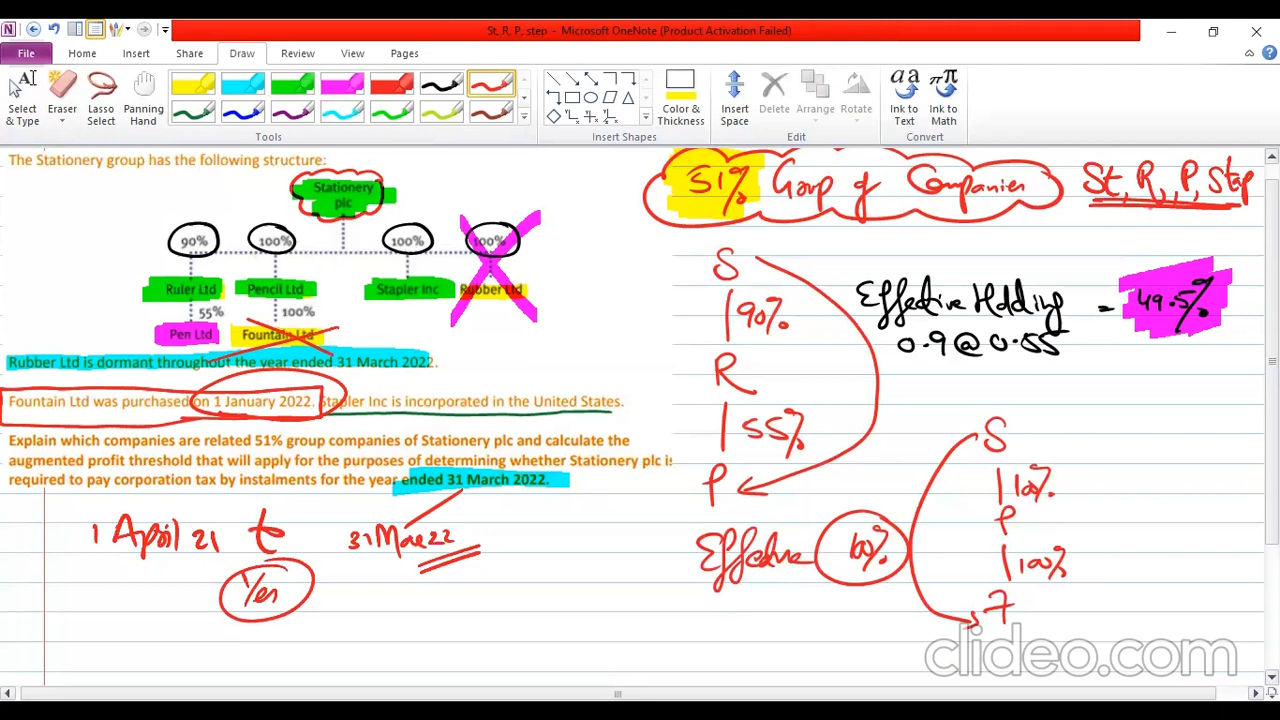 St, R, P, step - Microsoft OneNote (Product Activation Failed)
File Home Insert Share Draw Review View Pages
Select & Type
Eraser
Lasso Select
Panning Hand
Color & Thickness
Insert Space
Delete
Arrange
Rotate
Ink to Text
Ink to Math
Tools
Insert Shapes
Edit
Convert
The Stationery group has the following structure:
Stationery plc
90% 100% 100% 100%
Ruler Ltd Pencil Ltd Stapler Inc Rubber Ltd
55% 100%
Pen Ltd Fountain Ltd
Rubber Ltd is dormant throughout the year ended 31 March 2022.
Fountain Ltd was purchased on 1 January 2022. Stapler Inc is incorporated in the United States.
Explain which companies are related 51% group companies of Stationery plc and calculate the
augmented profit threshold that will apply for the purposes of determining whether Stationery plc is
required to pay corporation tax by instalments for the year ended 31 March 2022.
1 April 21 t 31 Mar 22
51% Group of Companies St, R, P, Stap
S
90%
R
55%
P
Effective Holding = 49.5%
0.9 @ 0.55
Effective 100%
S
100%
P
100%
F
clideo.com